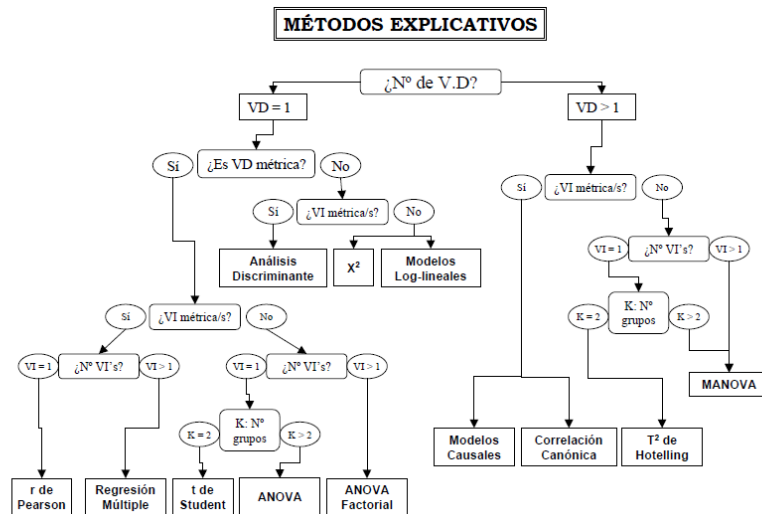 MÉTODOS EXPLICATIVOS
¿Nº de V.D?
VD = 1
VD > 1
Sí
¿Es VD métrica?
No
Sí
¿VI métrica/s?
No
Sí
¿VI métrica/s?
No
Análisis
Discriminante
X²
Modelos
Log-lineales
VI = 1
¿Nº VI's?
VI > 1
K = 2
K: Nº
grupos
K > 2
Sí
¿VI métrica/s?
No
VI = 1
¿Nº VI's?
VI > 1
VI = 1
¿Nº VI's?
VI > 1
K = 2
K: Nº
grupos
K > 2
MANOVA
Modelos
Causales
Correlación
Canónica
T² de
Hotelling
r de
Pearson
Regresión
Múltiple
t de
Student
ANOVA
ANOVA
Factorial